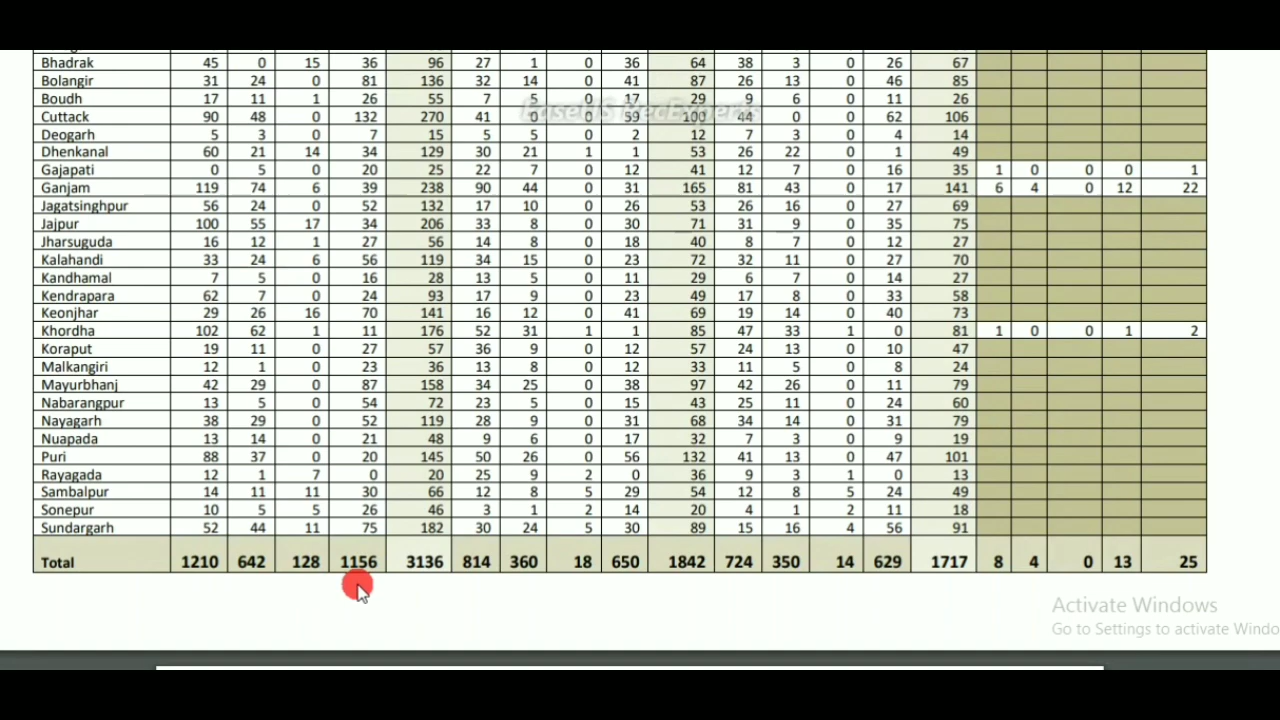 Bhadrak 45 0 15 36 96 27 1 0 36 64 38 3 0 26 67
Bolangir 31 24 0 81 136 32 14 0 41 87 26 13 0 46 85
Boudh 17 11 1 26 55 7 5 0 17 29 9 6 0 11 26
EaseUS RecExperts
Cuttack 90 48 0 132 270 41 0 0 59 100 44 0 0 62 106
Deogarh 5 3 0 7 15 5 5 0 2 12 7 3 0 4 14
Dhenkanal 60 21 14 34 129 30 21 1 1 53 26 22 0 1 49
Gajapati 0 5 0 20 25 22 7 0 12 41 12 7 0 16 35 1 0 0 0 1
Ganjam 119 74 6 39 238 90 44 0 31 165 81 43 0 17 141 6 4 0 12 22
Jagatsinghpur 56 24 0 52 132 17 10 0 26 53 26 16 0 27 69
Jajpur 100 55 17 34 206 33 8 0 30 71 31 9 0 35 75
Jharsuguda 16 12 1 27 56 14 8 0 18 40 8 7 0 12 27
Kalahandi 33 24 6 56 119 34 15 0 23 72 32 11 0 27 70
Kandhamal 7 5 0 16 28 13 5 0 11 29 6 7 0 14 27
Kendrapara 62 7 0 24 93 17 9 0 23 49 17 8 0 33 58
Keonjhar 29 26 16 70 141 16 12 0 41 69 19 14 0 40 73
Khordha 102 62 1 11 176 52 31 1 1 85 47 33 1 0 81 1 0 0 1 2
Koraput 19 11 0 27 57 36 9 0 12 57 24 13 0 10 47
Malkangiri 12 1 0 23 36 13 8 0 12 33 11 5 0 8 24
Mayurbhanj 42 29 0 87 158 34 25 0 38 97 42 26 0 11 79
Nabarangpur 13 5 0 54 72 23 5 0 15 43 25 11 0 24 60
Nayagarh 38 29 0 52 119 28 9 0 31 68 34 14 0 31 79
Nuapada 13 14 0 21 48 9 6 0 17 32 7 3 0 9 19
Puri 88 37 0 20 145 50 26 0 56 132 41 13 0 47 101
Rayagada 12 1 7 0 20 25 9 2 0 36 9 3 1 0 13
Sambalpur 14 11 11 30 66 12 8 5 29 54 12 8 5 24 49
Sonepur 10 5 5 26 46 3 1 2 14 20 4 1 2 11 18
Sundargarh 52 44 11 75 182 30 24 5 30 89 15 16 4 56 91
Total 1210 642 128 1156 3136 814 360 18 650 1842 724 350 14 629 1717 8 4 0 13 25
Activate Windows
Go to Settings to activate Windo